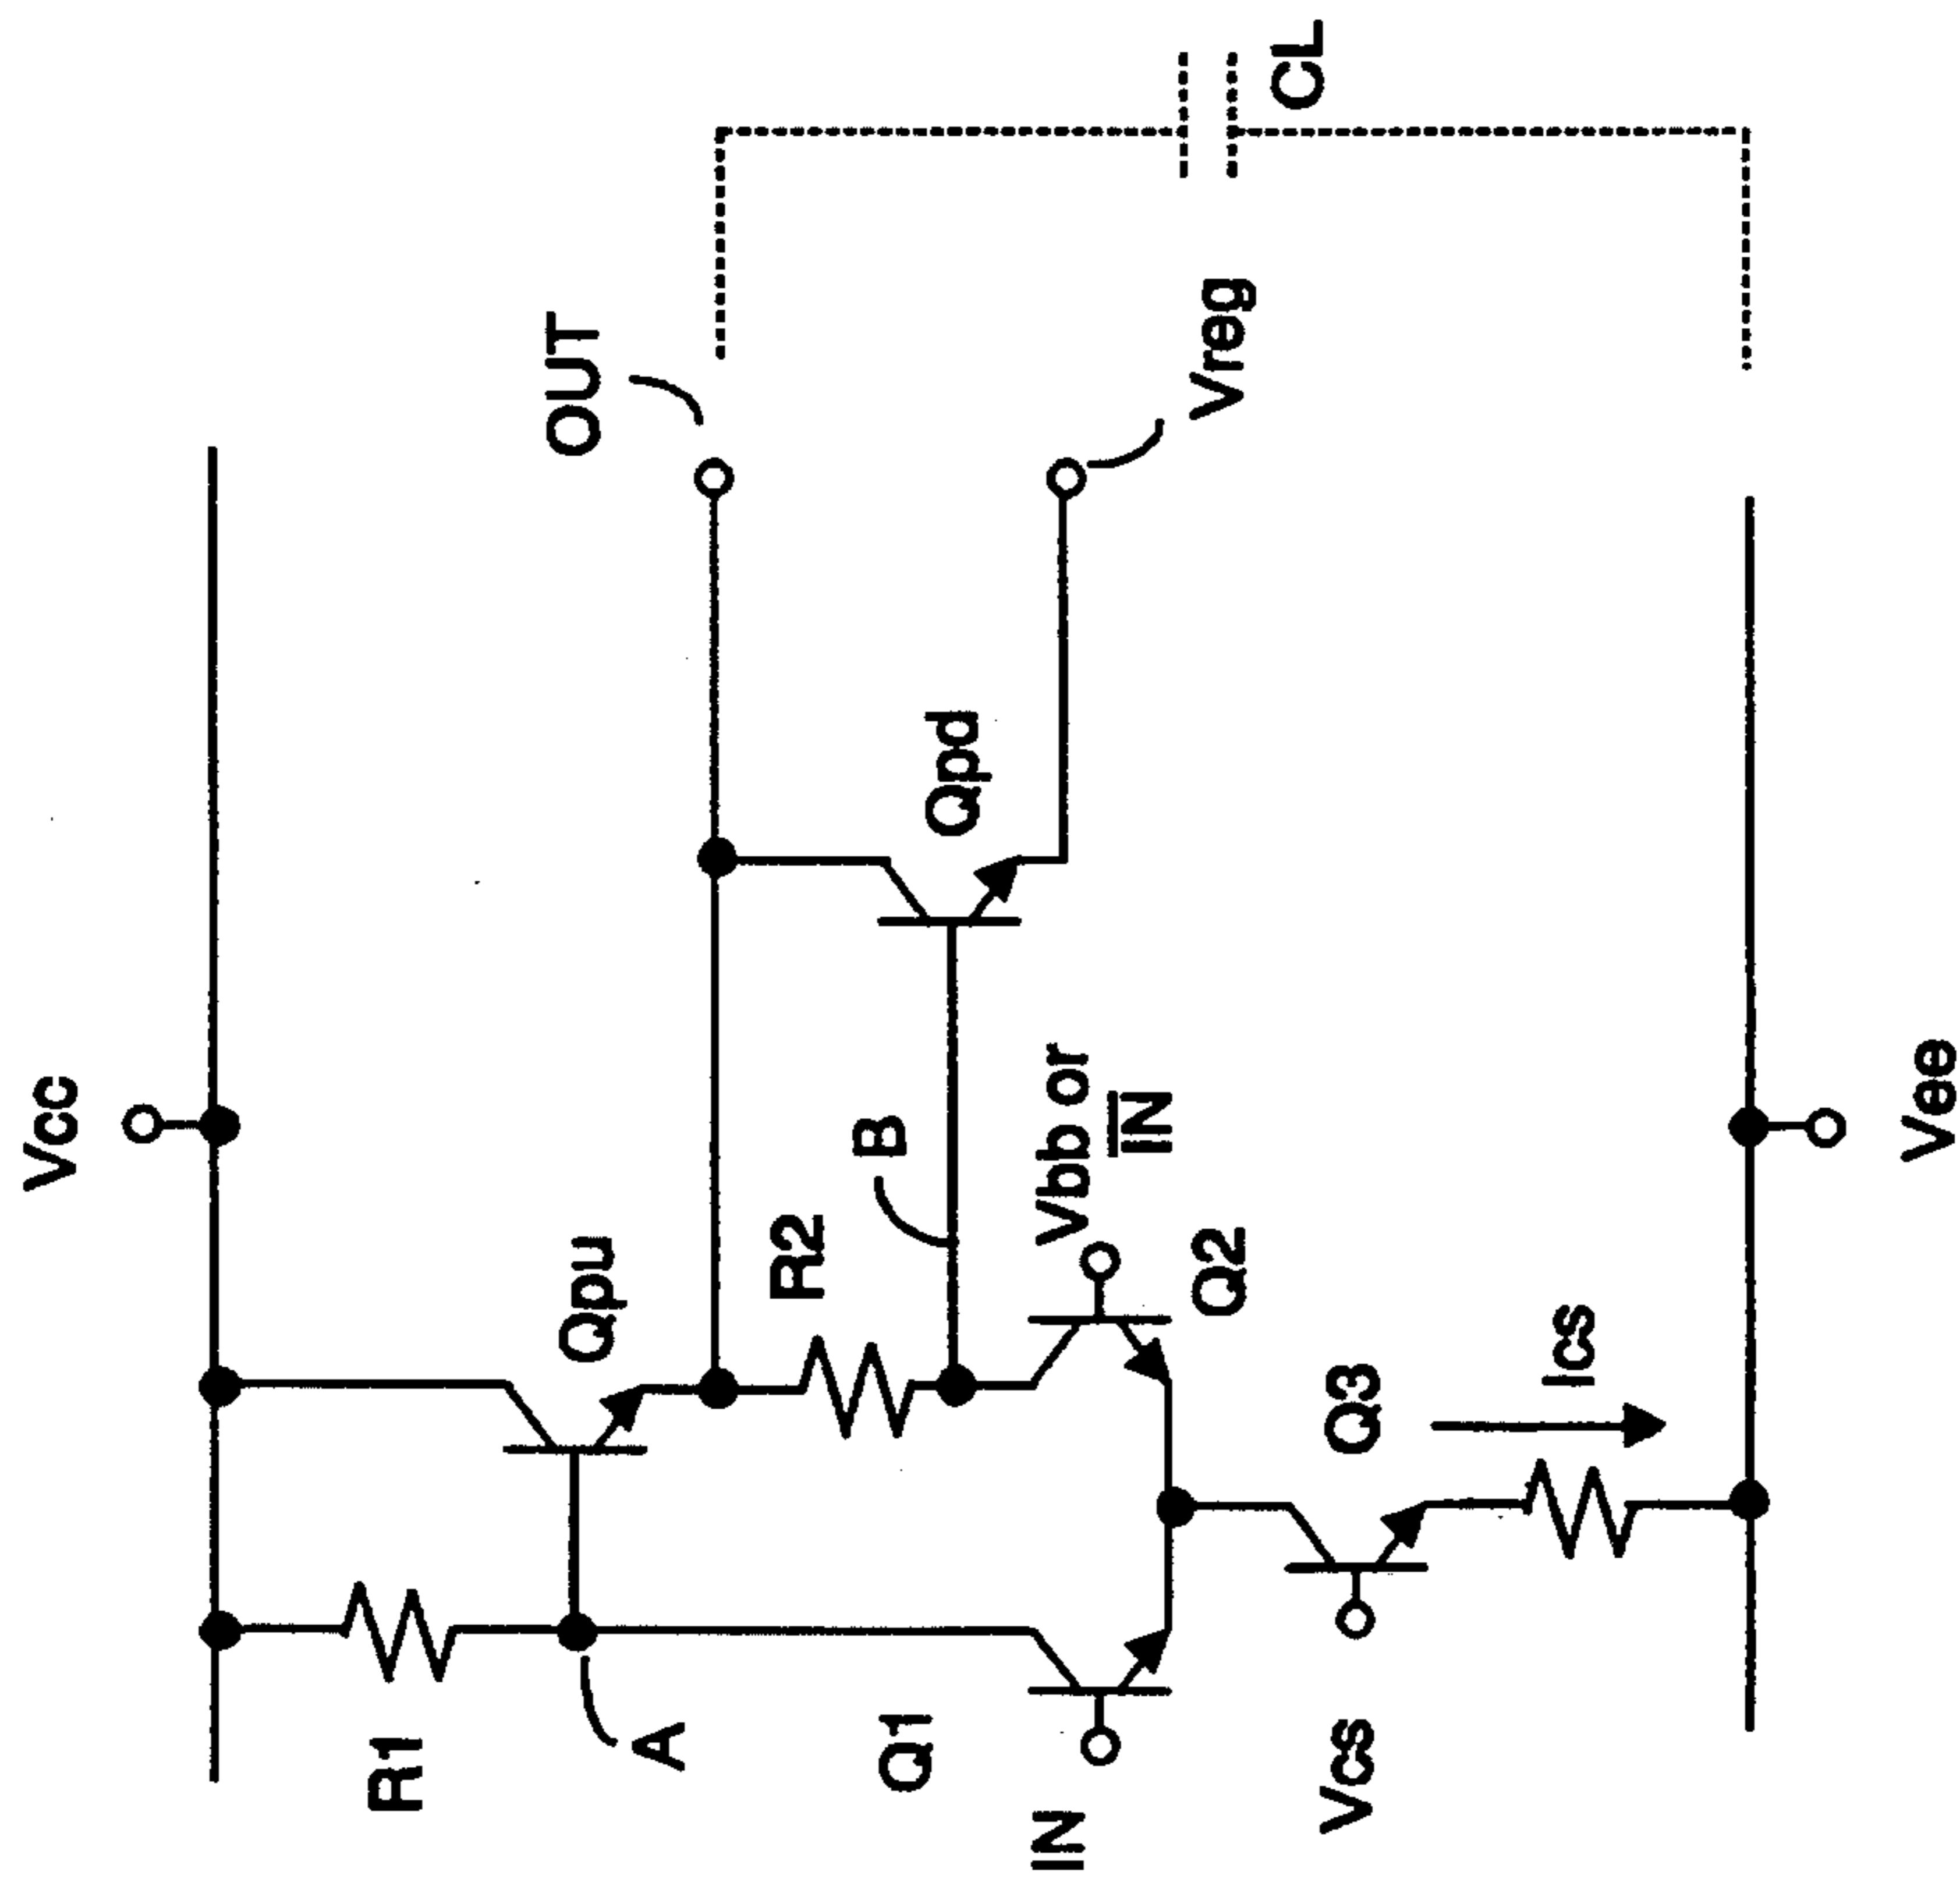 Vcc
R1
A
Qpu
OUT
R2
B
Qpd
Q1
IN
Vbb or
IN
Q2
Vreg
CL
Vcs
Q3
Ics
Vee